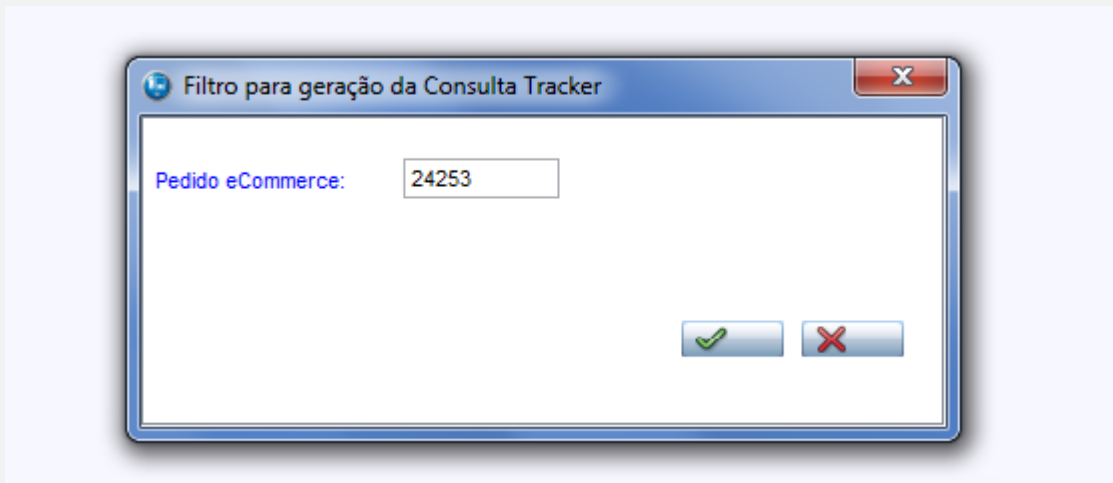 Filtro para geração da Consulta Tracker
Pedido eCommerce: 24253